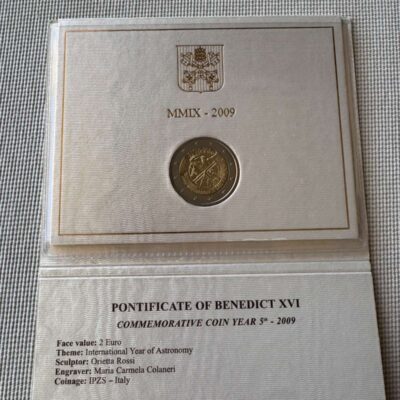 MMIX - 2009
PONTIFICATE OF BENEDICT XVI
COMMEMORATIVE COIN YEAR 5th - 2009
Face value: 2 Euro
Theme: International Year of Astronomy
Sculptor: Orietta Rossi
Engraver: Maria Carmela Colaneri
Coinage: IPZS – Italy